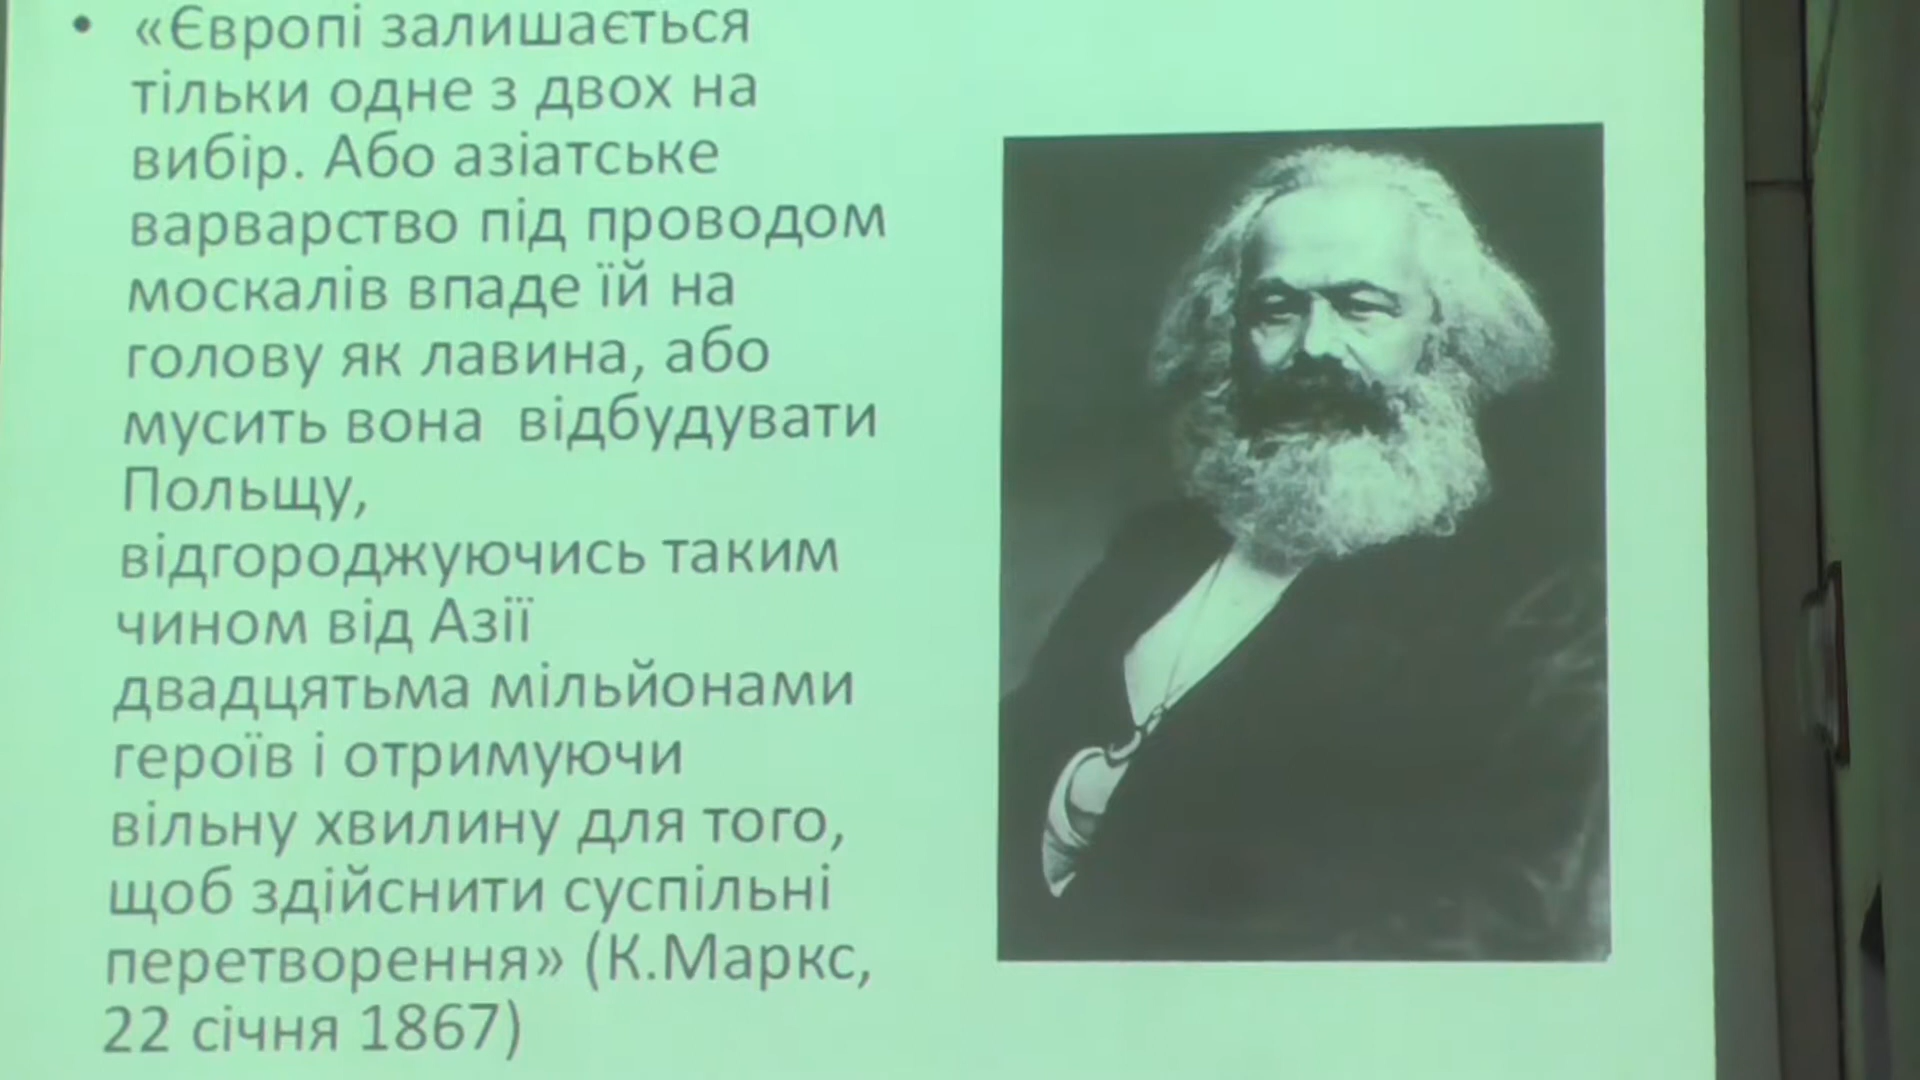 • «Європі залишається
тільки одне з двох на
вибір. Або азіатське
варварство під проводом
москалів впаде їй на
голову як лавина, або
мусить вона відбудувати
Польщу,
відгороджуючись таким
чином від Азії
двадцятьма мільйонами
героїв і отримуючи
вільну хвилину для того,
щоб здійснити суспільні
перетворення» (К.Маркс,
22 січня 1867)